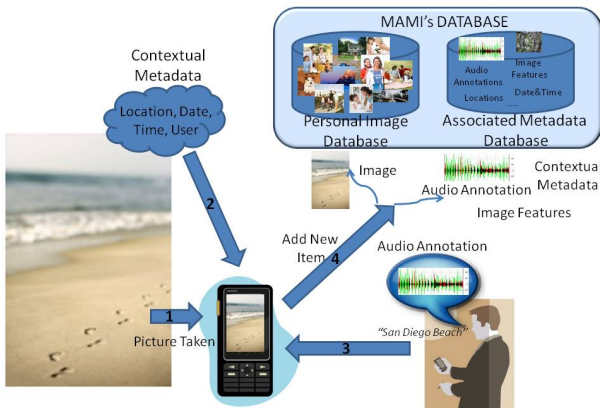 MAMI's DATABASE
Contextual
Metadata
Location, Date,
Time, User
Audio
Annotations
Locations
Image
Features
Date&Time
Personal Image
Database
Associated Metadata
Database
Image
Audio Annotation
Contextual
Metadata
Image Features
2
Add New
Item
4
Audio Annotation
1
Picture Taken
3
"San Diego Beach"